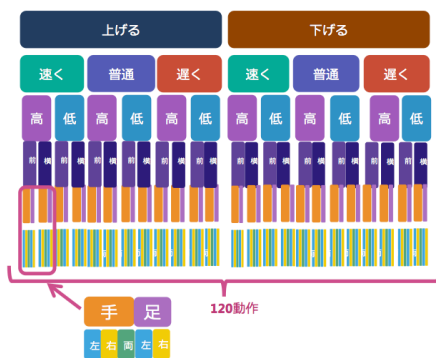 上げる 下げる
速く 普通 遅く 速く 普通 遅く
高 低 高 低 高 低 高 低 高 低 高 低
前 横 前 横 前 横 前 横 前 横 前 横 前 横 前 横 前 横 前 横 前 横 前 横
120動作
手 足
左 右 両 左 右